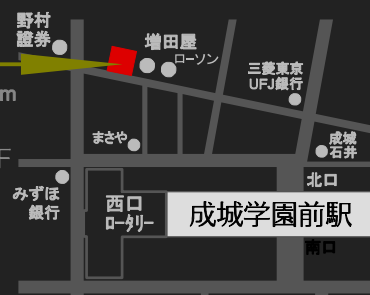 野村
證券
増田屋
ローソン
三菱東京
UFJ銀行
m
まさや
成城
石井
みずほ
銀行
西口
ロータリー
北口
成城学園前駅
南口